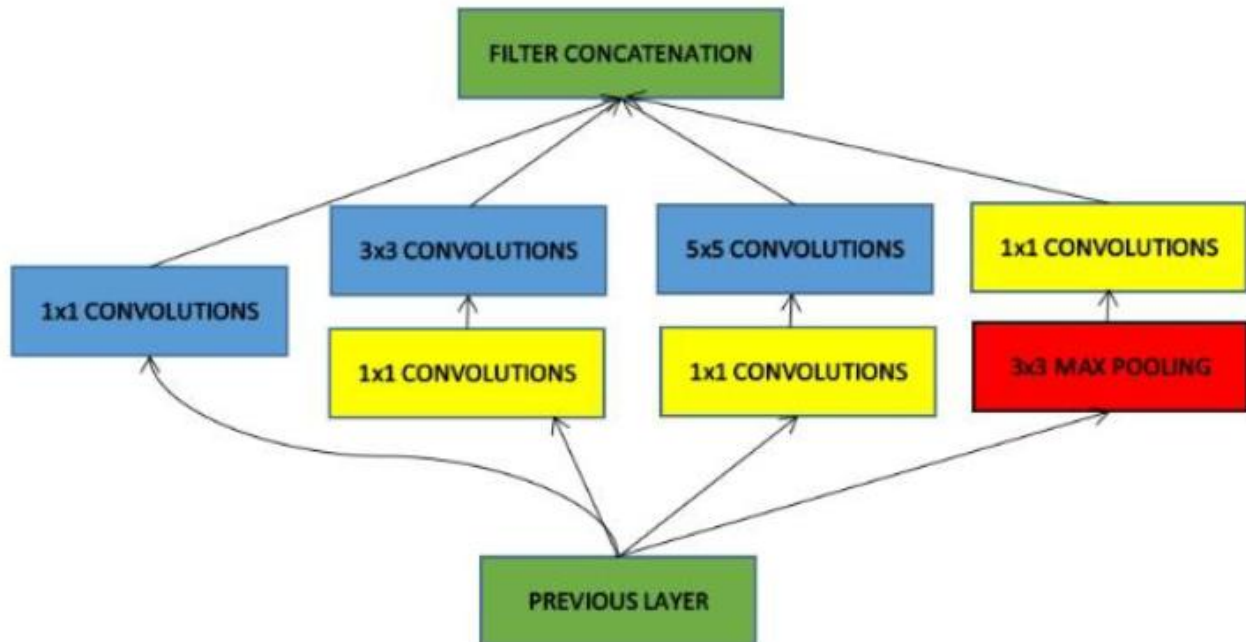 FILTER CONCATENATION
3x3 CONVOLUTIONS
5x5 CONVOLUTIONS
1x1 CONVOLUTIONS
1x1 CONVOLUTIONS
1x1 CONVOLUTIONS
1x1 CONVOLUTIONS
3x3 MAX POOLING
PREVIOUS LAYER